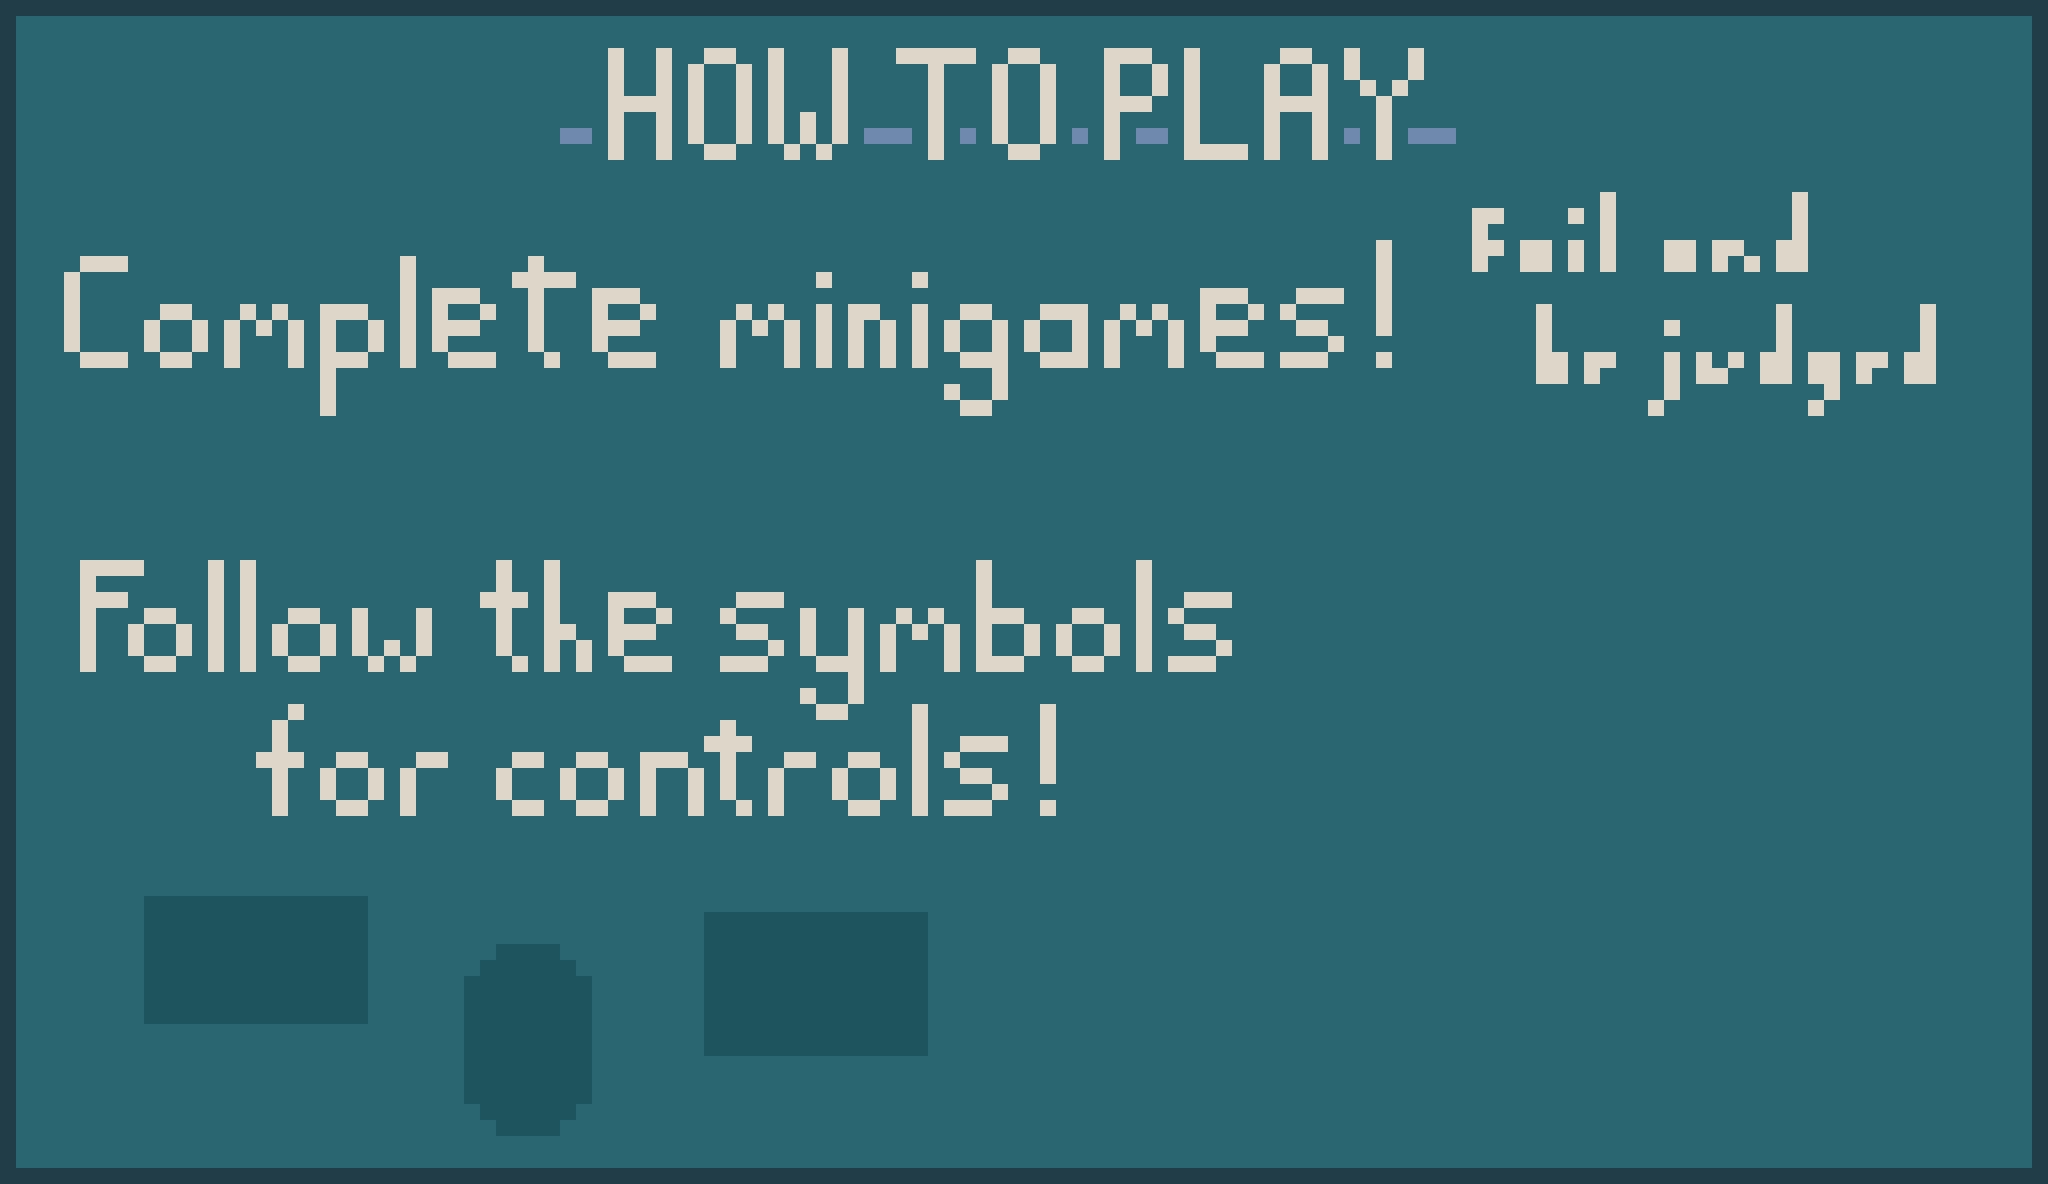 HOW TO PLAY
Complete minigames!
Fail and
be judged
Follow the symbols
for controls!